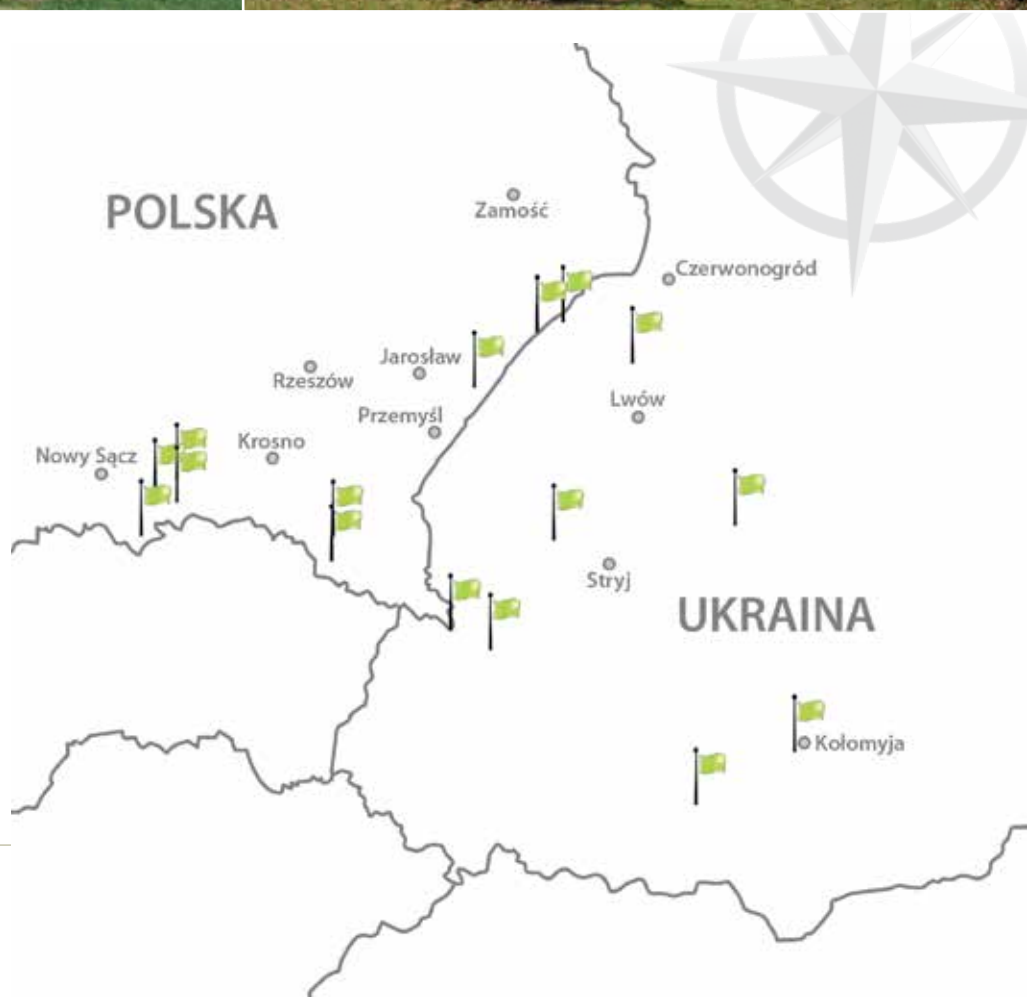 POLSKA
Zamość
Czerwonogród
Jarosław
Rzeszów
Lwów
Przemyśl
Krosno
Nowy Sącz
Stryj
UKRAINA
Kołomyja